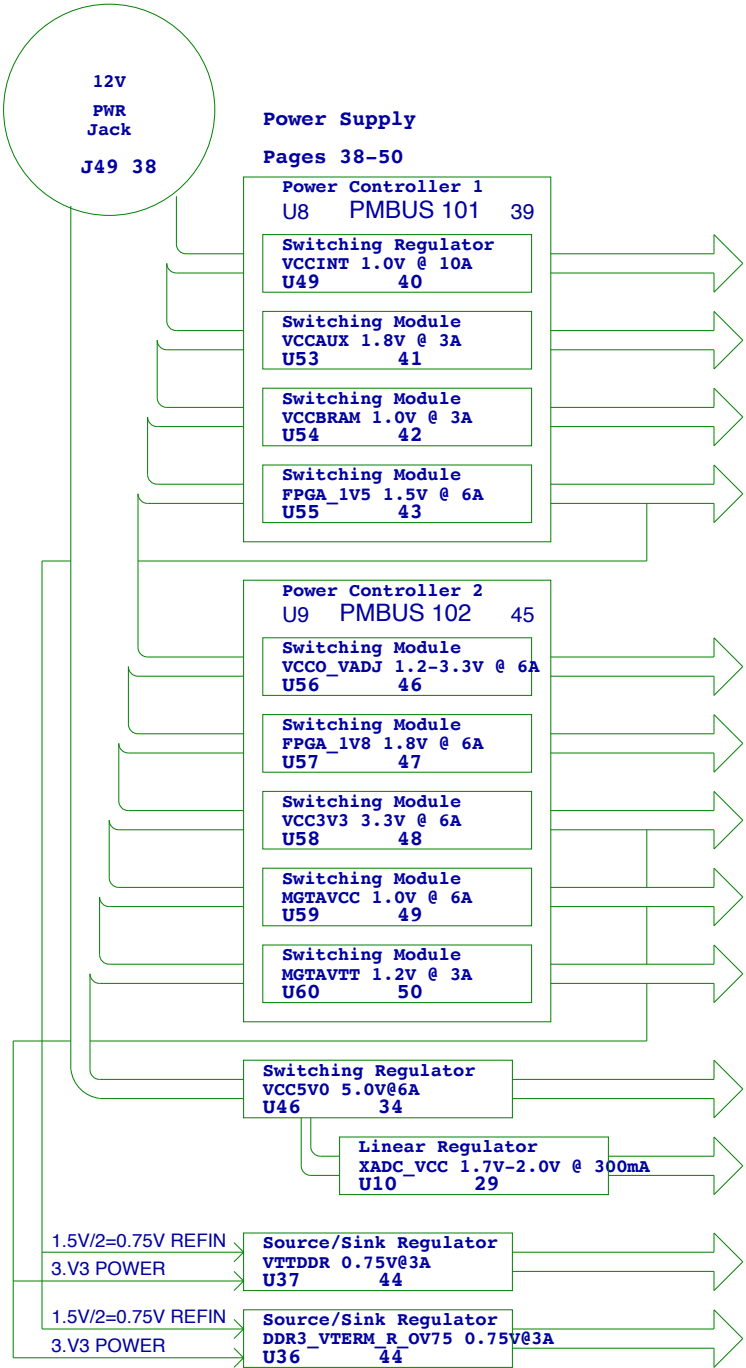 12V
PWR
Jack
J49 38
Power Supply
Pages 38-50
Power Controller 1
U8 PMBUS 101 39
Switching Regulator
VCCINT 1.0V @ 10A
U49 40
Switching Module
VCCAUX 1.8V @ 3A
U53 41
Switching Module
VCCBRAM 1.0V @ 3A
U54 42
Switching Module
FPGA_1V5 1.5V @ 6A
U55 43
Power Controller 2
U9 PMBUS 102 45
Switching Module
VCCO_VADJ 1.2-3.3V @ 6A
U56 46
Switching Module
FPGA_1V8 1.8V @ 6A
U57 47
Switching Module
VCC3V3 3.3V @ 6A
U58 48
Switching Module
MGTAVCC 1.0V @ 6A
U59 49
Switching Module
MGTAVTT 1.2V @ 3A
U60 50
Switching Regulator
VCC5V0 5.0V@6A
U46 34
Linear Regulator
XADC_VCC 1.7V-2.0V @ 300mA
U10 29
1.5V/2=0.75V REFIN
3.V3 POWER
Source/Sink Regulator
VTTDDR 0.75V@3A
U37 44
1.5V/2=0.75V REFIN
3.V3 POWER
Source/Sink Regulator
DDR3_VTERM_R_OV75 0.75V@3A
U36 44